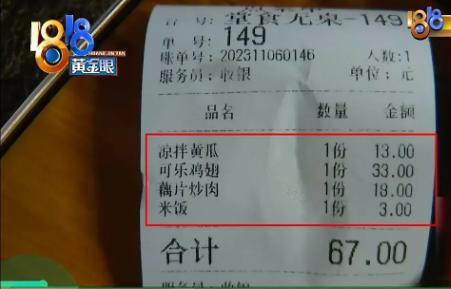 1818
黄金眼
台 号: 堂食无桌-149
单 号: 149
账单号: 202311060146 人数:1
服务员: 收银 单位: 元
品名 数量 金额
凉拌黄瓜 1份 13.00
可乐鸡翅 1份 33.00
藕片炒肉 1份 18.00
米饭 1份 3.00
合计 67.00